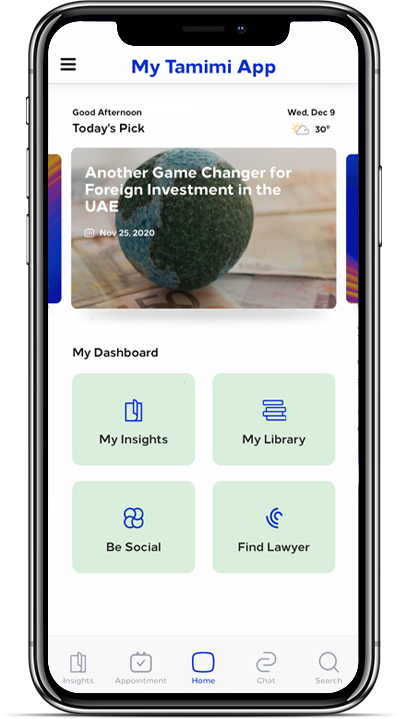 My Tamimi App
Good Afternoon
Wed, Dec 9
Today's Pick
30°
Another Game Changer for
Foreign Investment in the
UAE
Nov 25, 2020
50
My Dashboard
My Insights
My Library
Be Social
Find Lawyer
Insights
Appointment
Home
Chat
Search